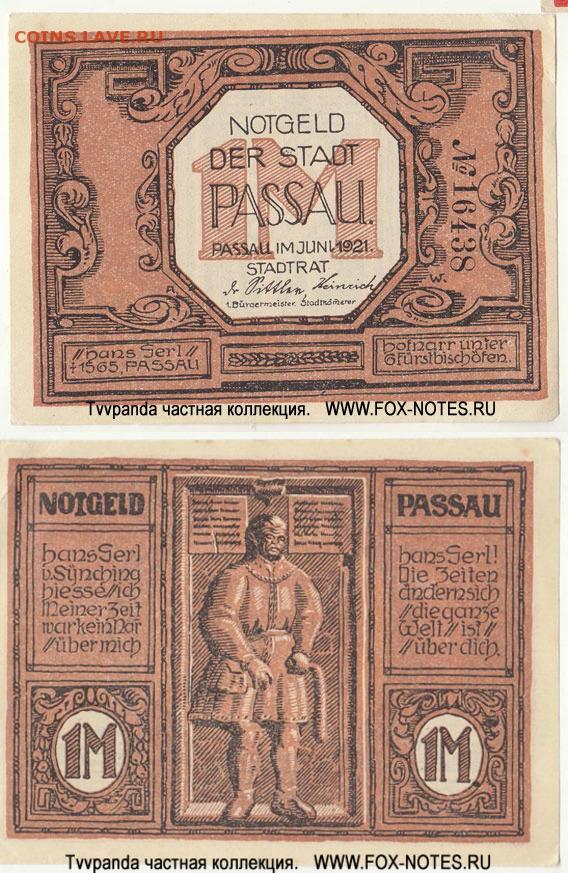 COINS.LAVE.RU
NOTGELD
DER STADT
PASSAU.
1M
PASSAU IM JUNI 1921.
STADTRAT
1. Bürgermeister. Stadtkämmerer
№ 16438
A.
W.
//Hans Gerl//
†1565, PASSAU
Hofnarr unter
6 Fürstbischöfen.
Tvvpanda частная коллекция. WWW.FOX-NOTES.RU
NOTGELD
PASSAU
Hans Gerl
v. Sünching
hiesse/ich
Meiner Zeit
war kein Nar
//über mich
Hans Gerl!
Die Zeiten
ändern sich
//die ganze
Welt//ist//
//über dich.
1M
1M
Tvvpanda частная коллекция. WWW.FOX-NOTES.RU